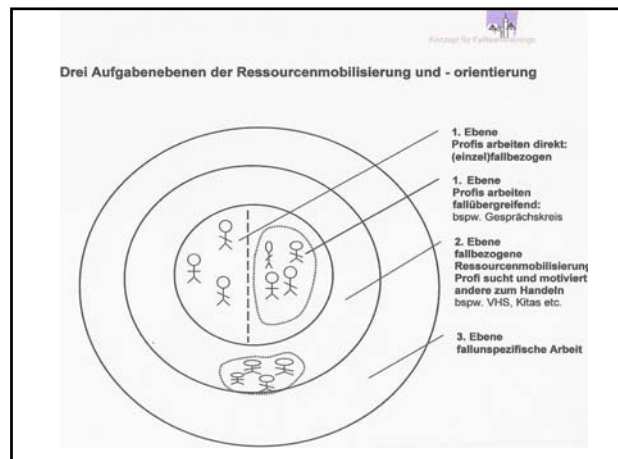 Konzept für
Drei Aufgabenebenen der Ressourcenmobilisierung und - orientierung
1. Ebene
Profis arbeiten direkt:
(einzel)fallbezogen
1. Ebene
Profis arbeiten
fallübergreifend:
bspw. Gesprächskreis
2. Ebene
fallbezogene
Ressourcenmobilisierung
Profi sucht und motiviert
andere zum Handeln
bspw. VHS, Kitas etc.
3. Ebene
fallunspezifische Arbeit